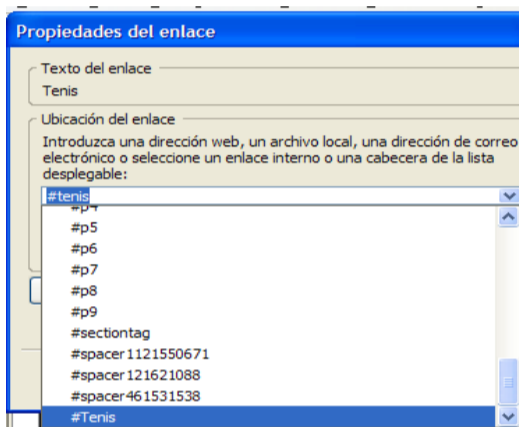 Propiedades del enlace
Texto del enlace
Tenis
Ubicación del enlace
Introduzca una dirección web, un archivo local, una dirección de correo
electrónico o seleccione un enlace interno o una cabecera de la lista
desplegable:
#tenis
#p4
#p5
#p6
#p7
#p8
#p9
#sectiontag
#spacer1121550671
#spacer121621088
#spacer461531538
#Tenis